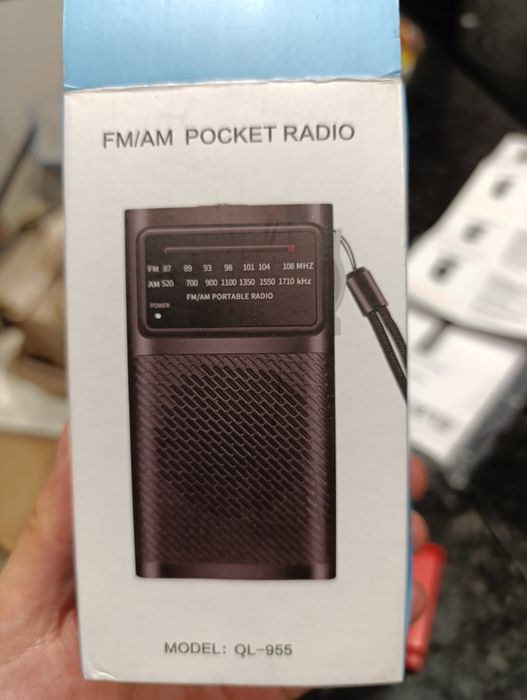 FM/AM POCKET RADIO
FM 87 89 93 98 101 104 108 MHZ
AM 520 700 900 1100 1350 1550 1710 kHz
FM/AM PORTABLE RADIO
POWER
MODEL: QL-955